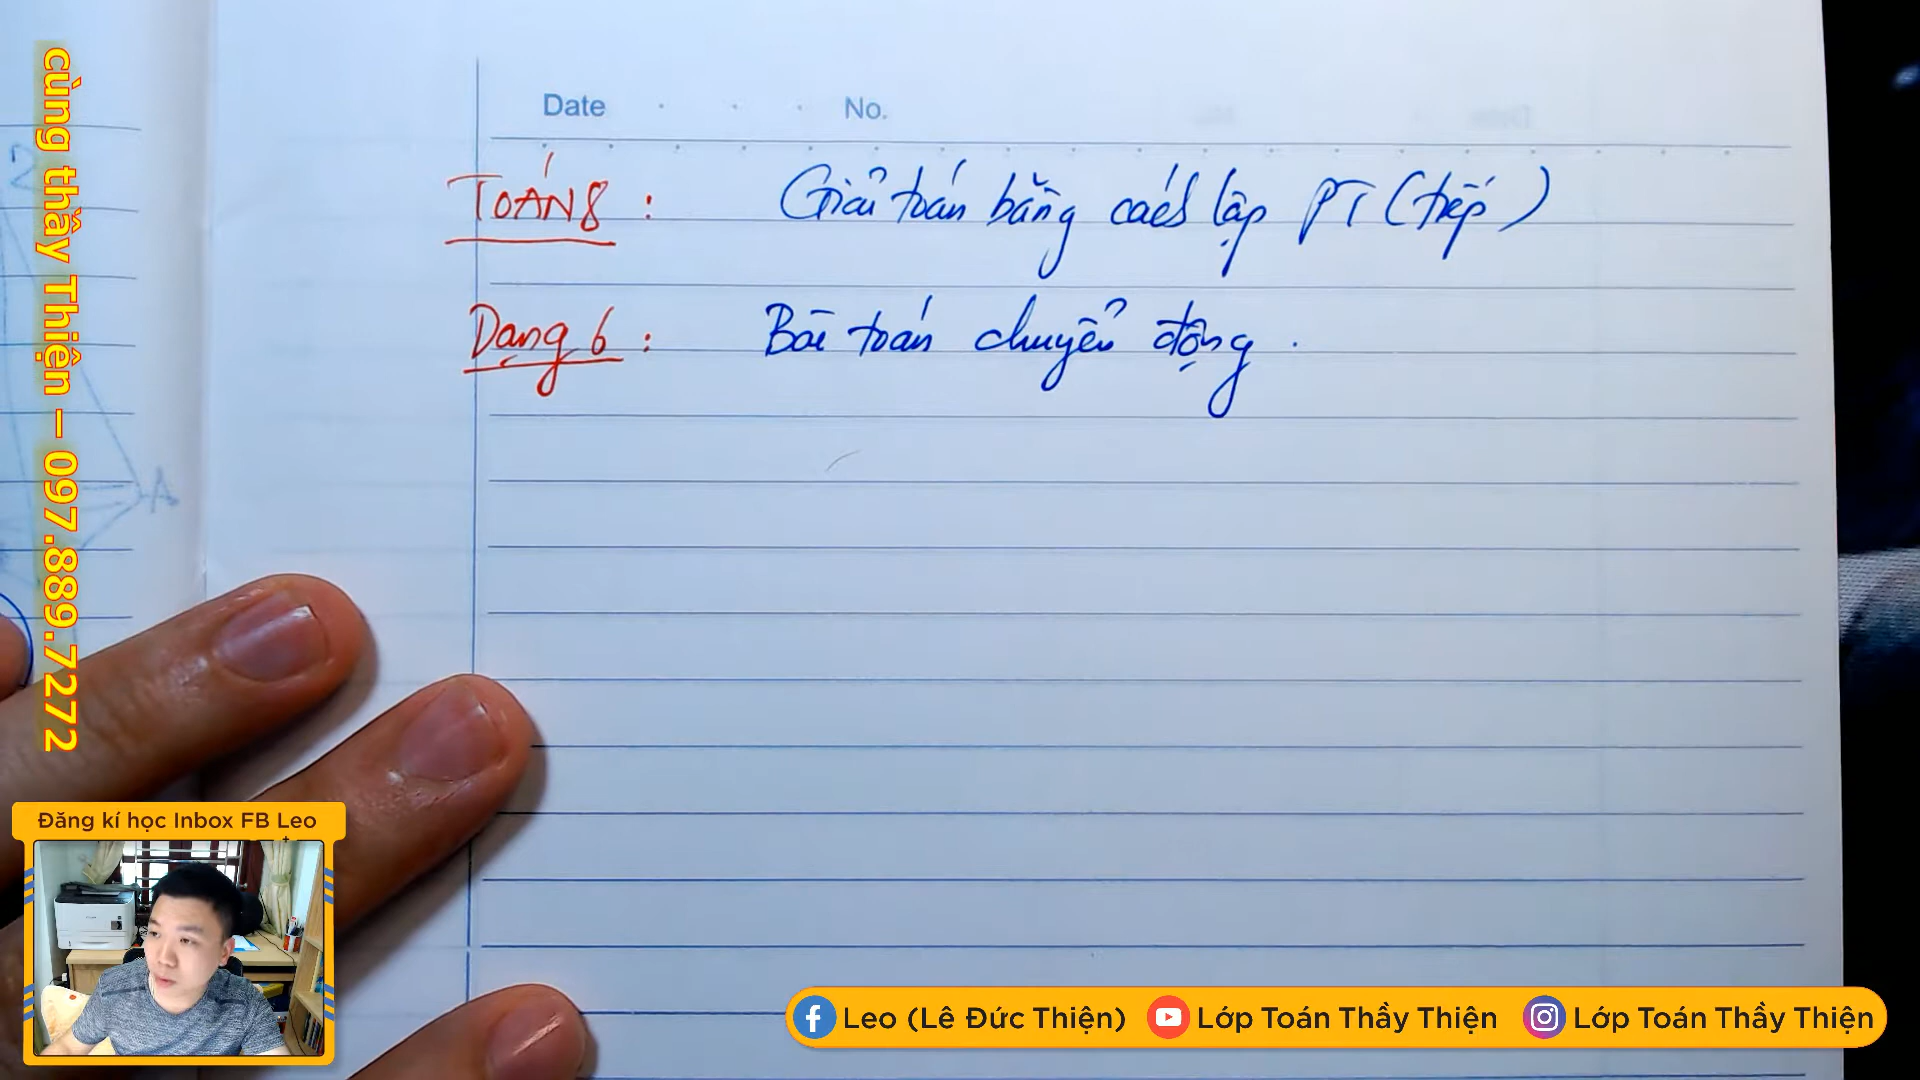 cùng thầy Thiện – 097.889.7272
Date No.
TOÁN 8 : Giải toán bằng cách lập PT (tiếp)
Dạng 6 : Bài toán chuyển động .
A
Đăng kí học Inbox FB Leo
Leo (Lê Đức Thiện) Lớp Toán Thầy Thiện Lớp Toán Thầy Thiện